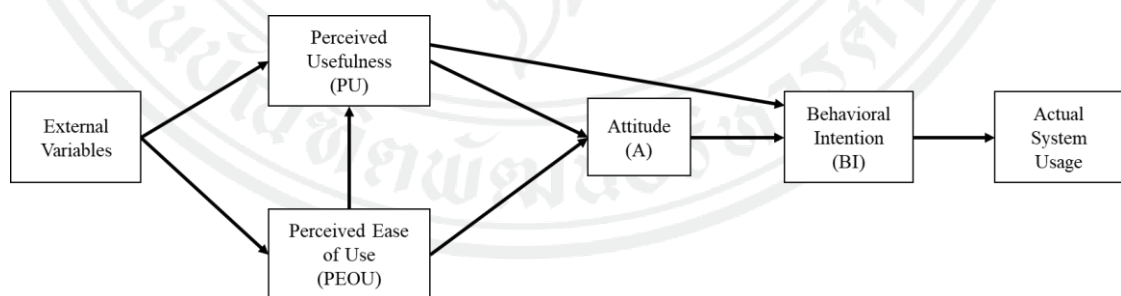 Perceived
Usefulness
(PU)
External
Variables
Perceived Ease
of Use
(PEOU)
Attitude
(A)
Behavioral
Intention
(BI)
Actual
System
Usage